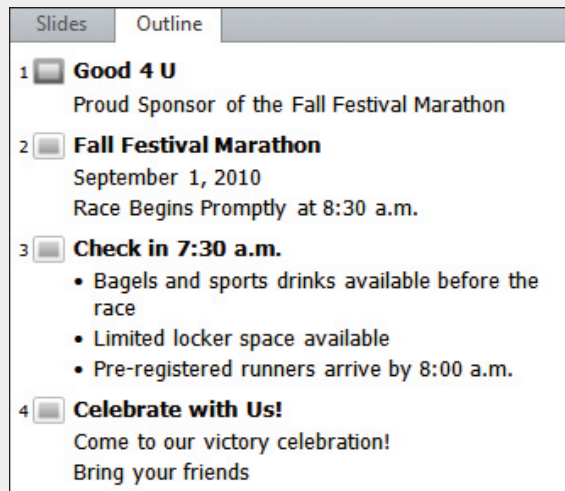 Slides Outline
1 Good 4 U
Proud Sponsor of the Fall Festival Marathon
2 Fall Festival Marathon
September 1, 2010
Race Begins Promptly at 8:30 a.m.
3 Check in 7:30 a.m.
• Bagels and sports drinks available before the
race
• Limited locker space available
• Pre-registered runners arrive by 8:00 a.m.
4 Celebrate with Us!
Come to our victory celebration!
Bring your friends